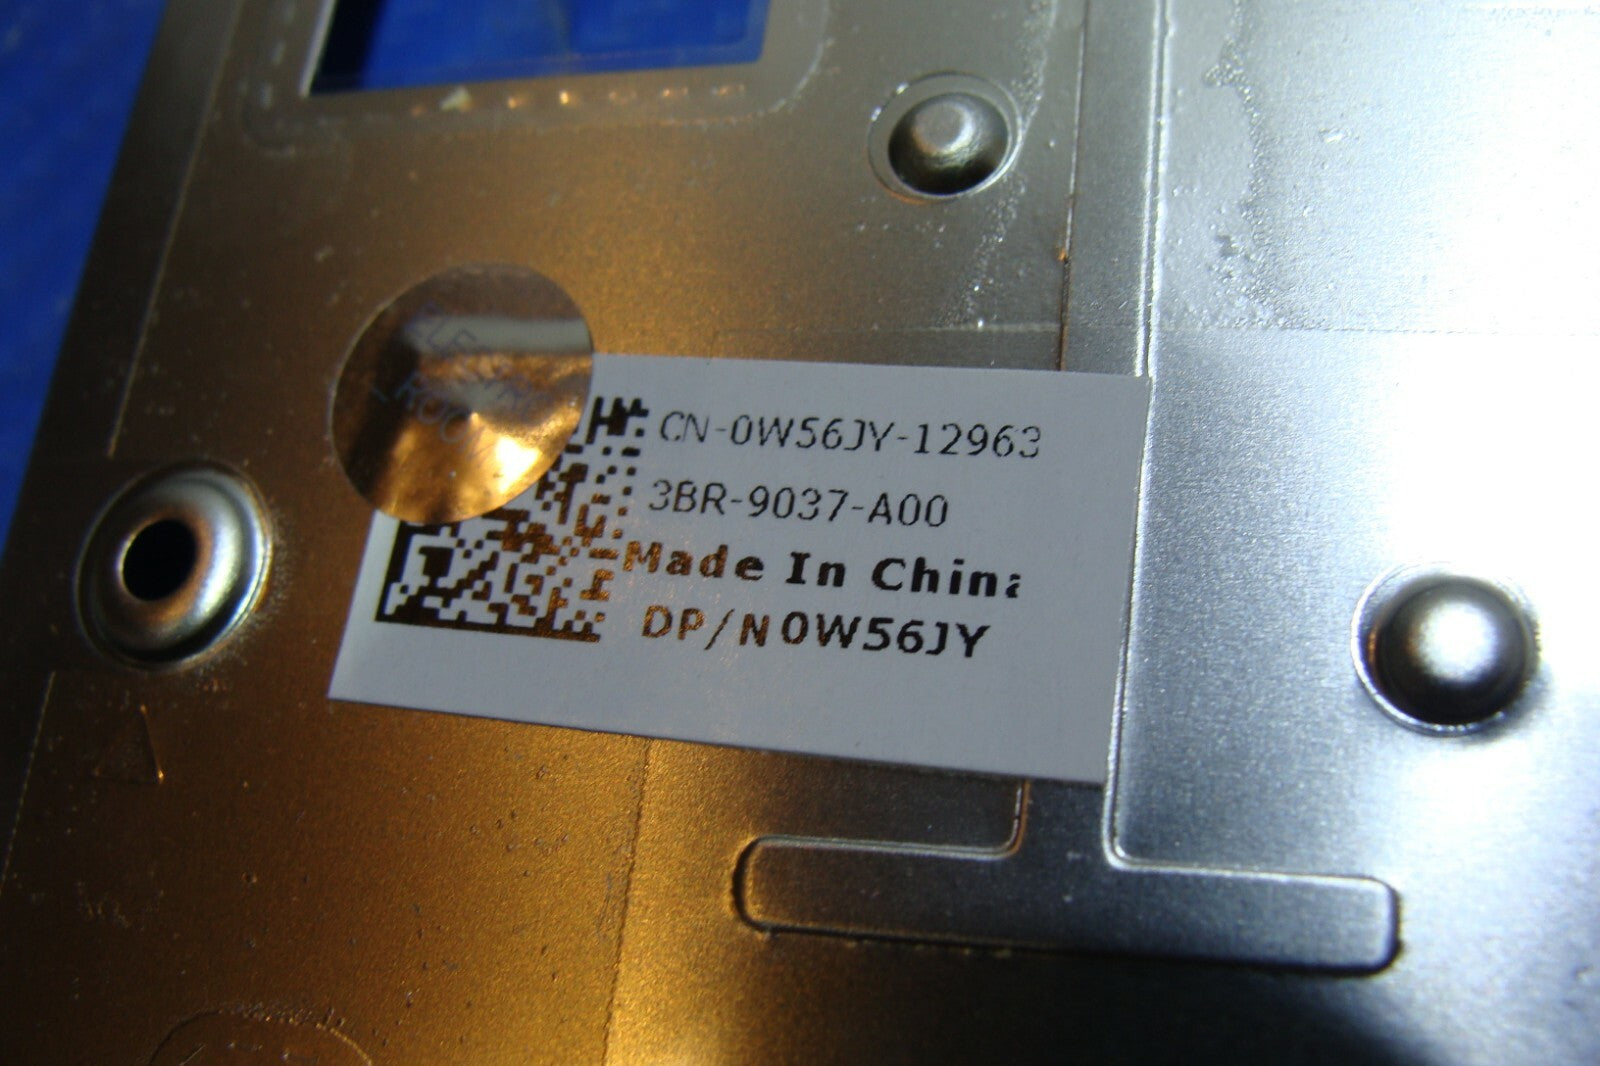 CN-0W56JY-12963
3BR-9037-A00
Made In China
DP/N 0W56JY